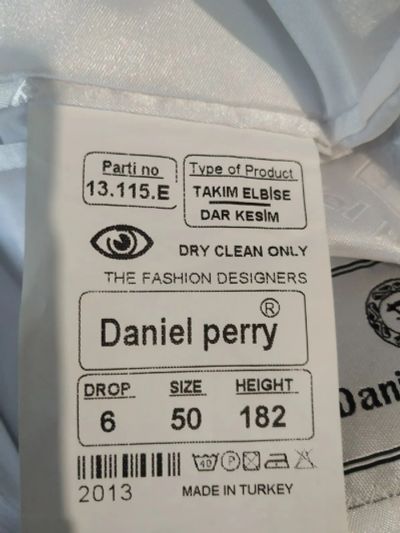 Parti no
13.115.E
Type of Product
TAKIM ELBİSE
DAR KESİM
DRY CLEAN ONLY
THE FASHION DESIGNERS
Daniel perry®
DROP SIZE HEIGHT
6 50 182
40 P
2013 MADE IN TURKEY
Dani